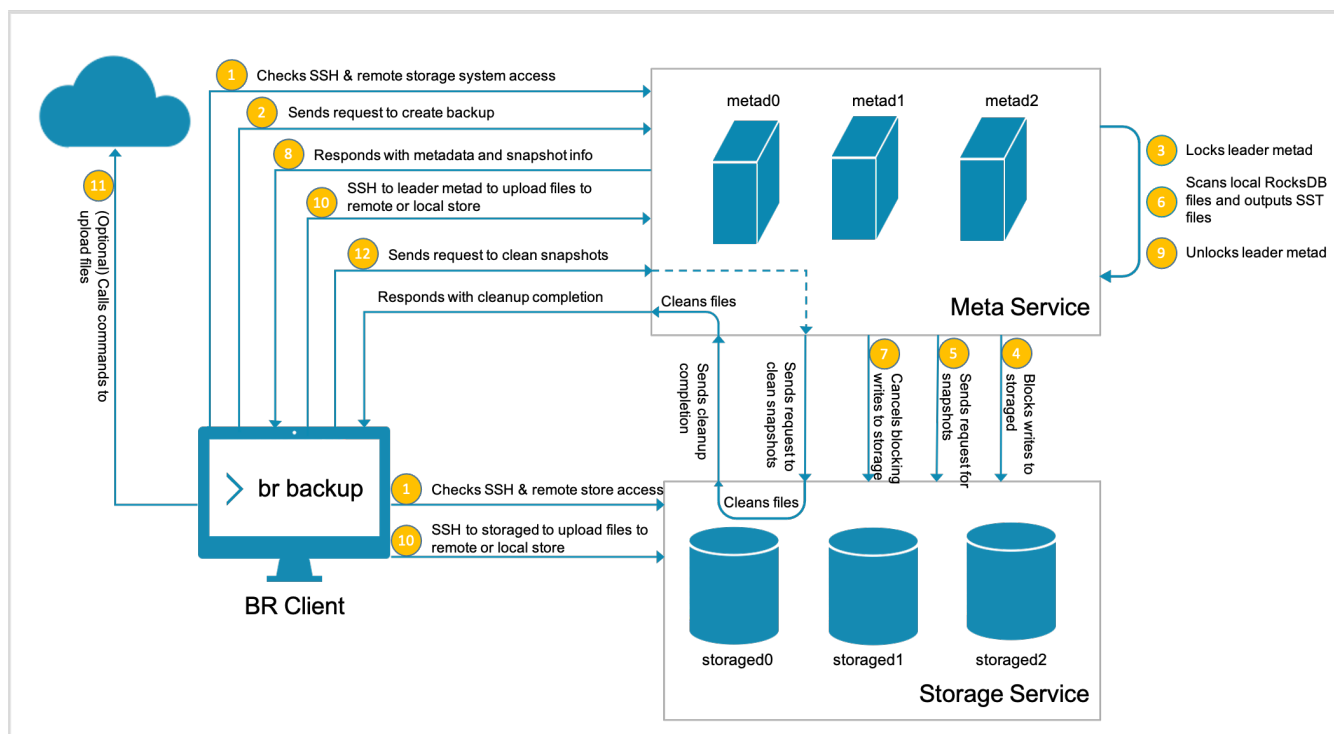 1 Checks SSH & remote storage system access
2 Sends request to create backup
8 Responds with metadata and snapshot info
10 SSH to leader metad to upload files to
remote or local store
12 Sends request to clean snapshots
Responds with cleanup completion
Cleans files
11 (Optional) Calls commands to
upload files
metad0
metad1
metad2
Meta Service
3 Locks leader metad
6 Scans local RocksDB
files and outputs SST
files
9 Unlocks leader metad
Sends cleanup
completion
Sends request to
clean snapshots
7 Cancels blocking
writes to storage
5 Sends request for
snapshots
4 Blocks writes to
storaged
br backup
BR Client
1 Checks SSH & remote store access
10 SSH to storaged to upload files to
remote or local store
Cleans files
storaged0
storaged1
storaged2
Storage Service